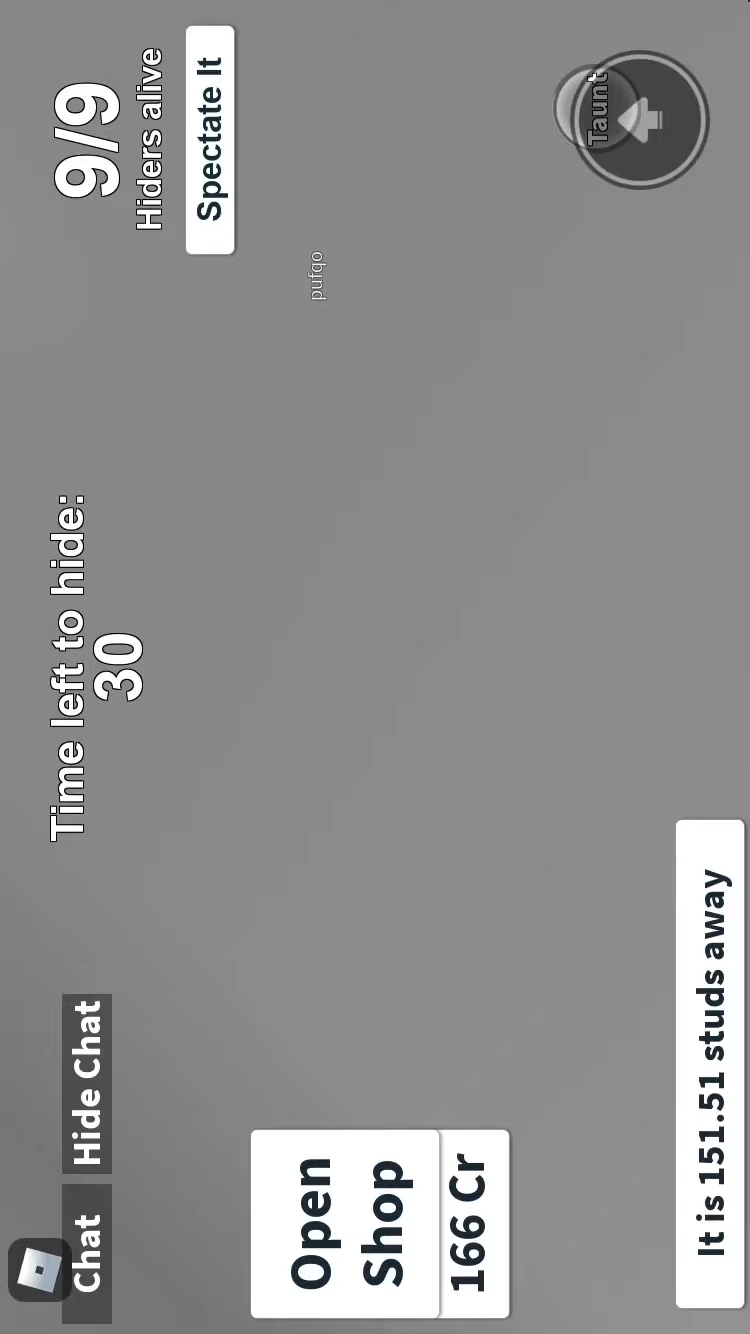 Chat
Hide Chat
Time left to hide:
30
9/9
Hiders alive
Spectate It
pufqo
Open
Shop
166 Cr
Taunt
It is 151.51 studs away